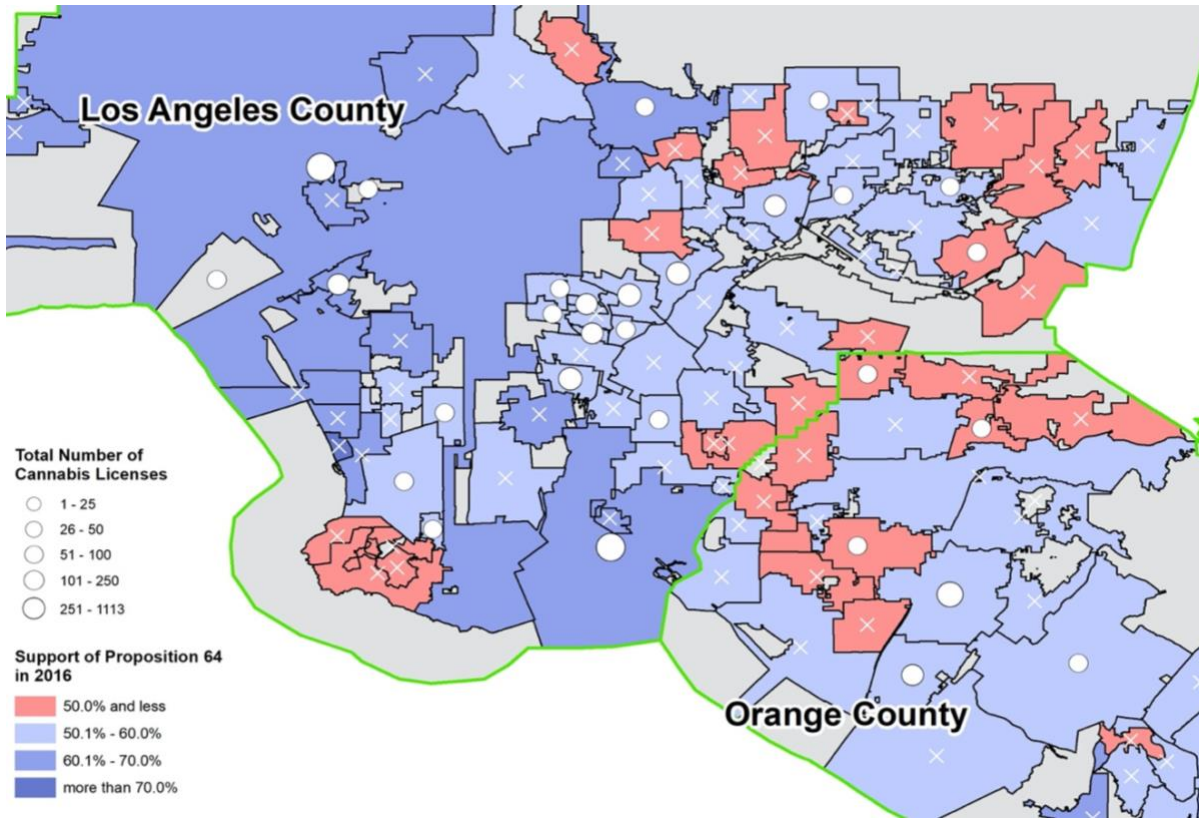 Los Angeles County
Total Number of
Cannabis Licenses
1 - 25
26 - 50
51 - 100
101 - 250
251 - 1113
Support of Proposition 64
in 2016
50.0% and less
50.1% - 60.0%
60.1% - 70.0%
more than 70.0%
Orange County